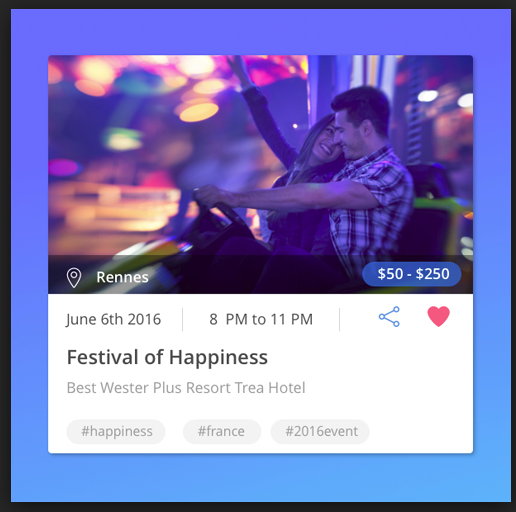 Rennes
$50 - $250
June 6th 2016
8 PM to 11 PM
Festival of Happiness
Best Wester Plus Resort Trea Hotel
#happiness
#france
#2016event